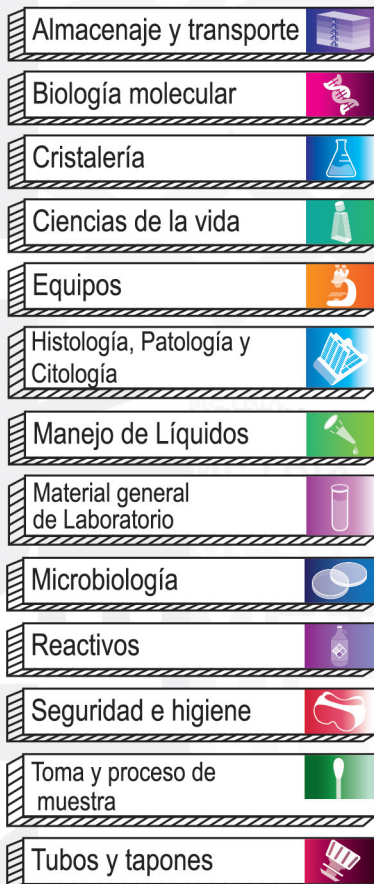 Almacenaje y transporte
Biología molecular
Cristalería
Ciencias de la vida
Equipos
Histología, Patología y
Citología
Manejo de Líquidos
Material general
de Laboratorio
Microbiología
Reactivos
Seguridad e higiene
Toma y proceso de
muestra
Tubos y tapones